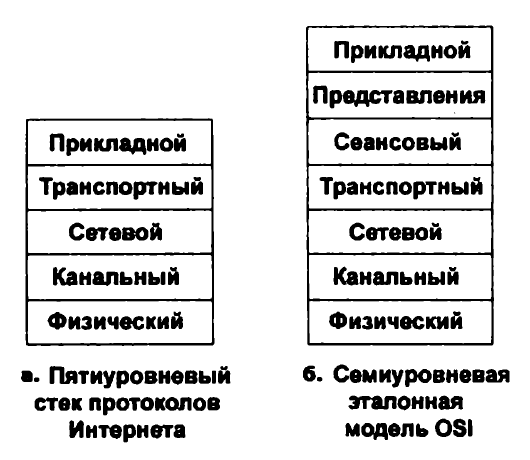 Прикладной
Транспортный
Сетевой
Канальный
Физический
а. Пятиуровневый
стек протоколов
Интернета
Прикладной
Представления
Сеансовый
Транспортный
Сетевой
Канальный
Физический
б. Семиуровневая
эталонная
модель OSI